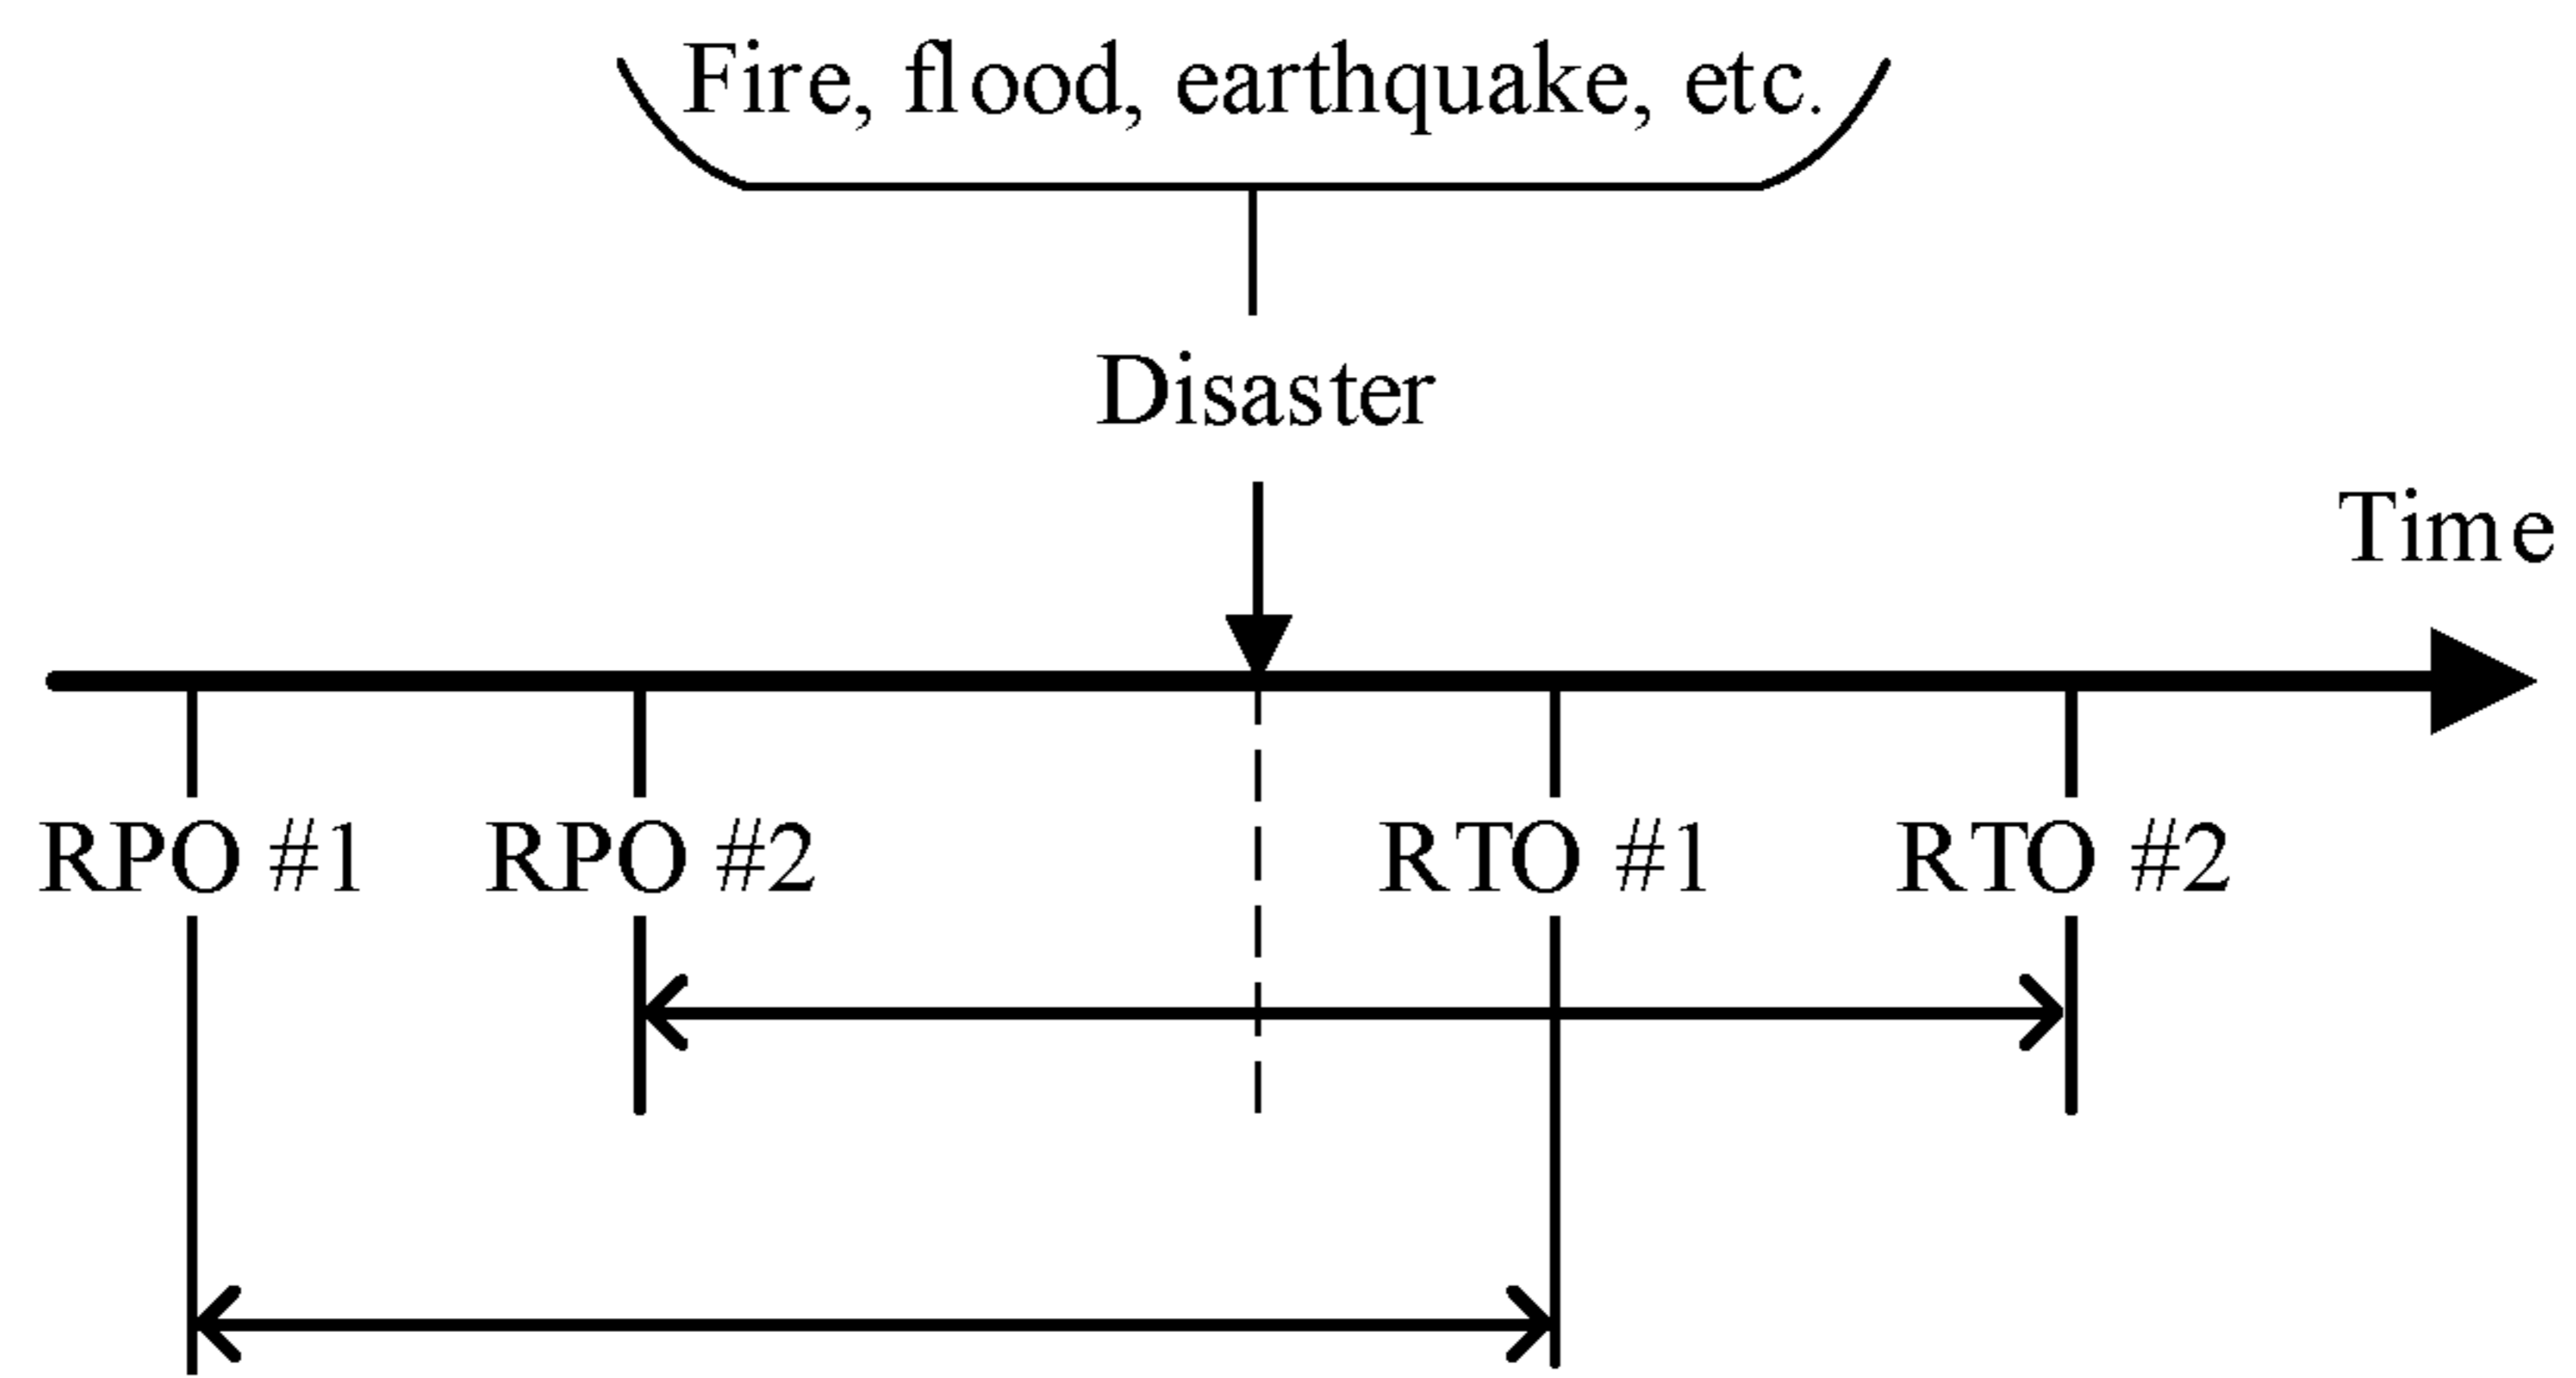 Fire, flood, earthquake, etc.
Disaster
Time
RPO #1
RPO #2
RTO #1
RTO #2